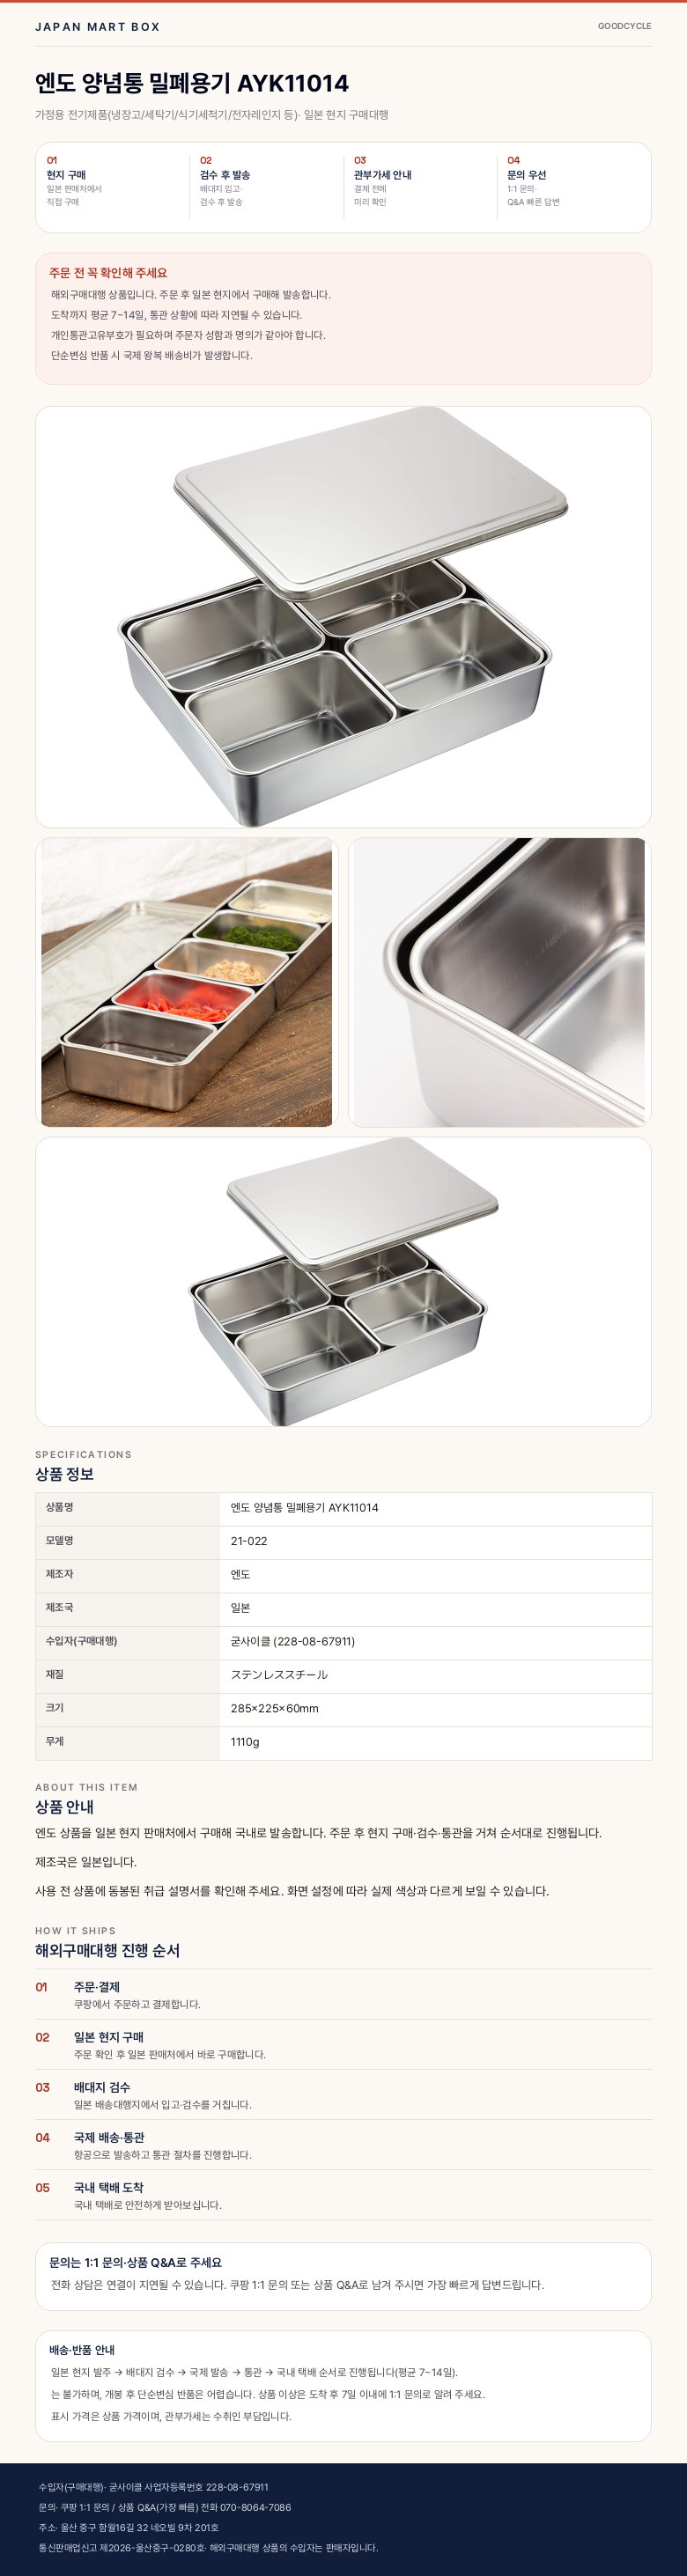 JAPAN MART BOX
GOODCYCLE
엔도 양념통 밀폐용기 AYK11014
가정용 전기제품(냉장고/세탁기/식기세척기/전자레인지 등)· 일본 현지 구매대행
01
현지 구매
일본 판매처에서
직접 구매
02
검수 후 발송
배대지 입고·
검수 후 발송
03
관부가세 안내
결제 전에
미리 확인
04
문의 우선
1:1 문의·
Q&A 빠른 답변
주문 전 꼭 확인해 주세요
해외구매대행 상품입니다. 주문 후 일본 현지에서 구매해 발송합니다.
도착까지 평균 7~14일, 통관 상황에 따라 지연될 수 있습니다.
개인통관고유부호가 필요하며 주문자 성함과 명의가 같아야 합니다.
단순변심 반품 시 국제 왕복 배송비가 발생합니다.
SPECIFICATIONS
상품 정보
상품명 엔도 양념통 밀폐용기 AYK11014
모델명 21-022
제조자 엔도
제조국 일본
수입자(구매대행) 굳사이클 (228-08-67911)
재질 ステンレススチール
크기 285×225×60mm
무게 1110g
ABOUT THIS ITEM
상품 안내
엔도 상품을 일본 현지 판매처에서 구매해 국내로 발송합니다. 주문 후 현지 구매·검수·통관을 거쳐 순서대로 진행됩니다.
제조국은 일본입니다.
사용 전 상품에 동봉된 취급 설명서를 확인해 주세요. 화면 설정에 따라 실제 색상과 다르게 보일 수 있습니다.
HOW IT SHIPS
해외구매대행 진행 순서
01 주문·결제
쿠팡에서 주문하고 결제합니다.
02 일본 현지 구매
주문 확인 후 일본 판매처에서 바로 구매합니다.
03 배대지 검수
일본 배송대행지에서 입고·검수를 거칩니다.
04 국제 배송·통관
항공으로 발송하고 통관 절차를 진행합니다.
05 국내 택배 도착
국내 택배로 안전하게 받아보십니다.
문의는 1:1 문의·상품 Q&A로 주세요
전화 상담은 연결이 지연될 수 있습니다. 쿠팡 1:1 문의 또는 상품 Q&A로 남겨 주시면 가장 빠르게 답변드립니다.
배송·반품 안내
일본 현지 발주 → 배대지 검수 → 국제 발송 → 통관 → 국내 택배 순서로 진행됩니다(평균 7~14일).
는 불가하며, 개봉 후 단순변심 반품은 어렵습니다. 상품 이상은 도착 후 7일 이내에 1:1 문의로 알려 주세요.
표시 가격은 상품 가격이며, 관부가세는 수취인 부담입니다.
수입자(구매대행)· 굳사이클 사업자등록번호 228-08-67911
문의· 쿠팡 1:1 문의 / 상품 Q&A(가장 빠름) 전화 070-8064-7086
주소· 울산 중구 함월16길 32 네오빌 9차 201호
통신판매업신고 제2026-울산중구-0280호· 해외구매대행 상품의 수입자는 판매자입니다.